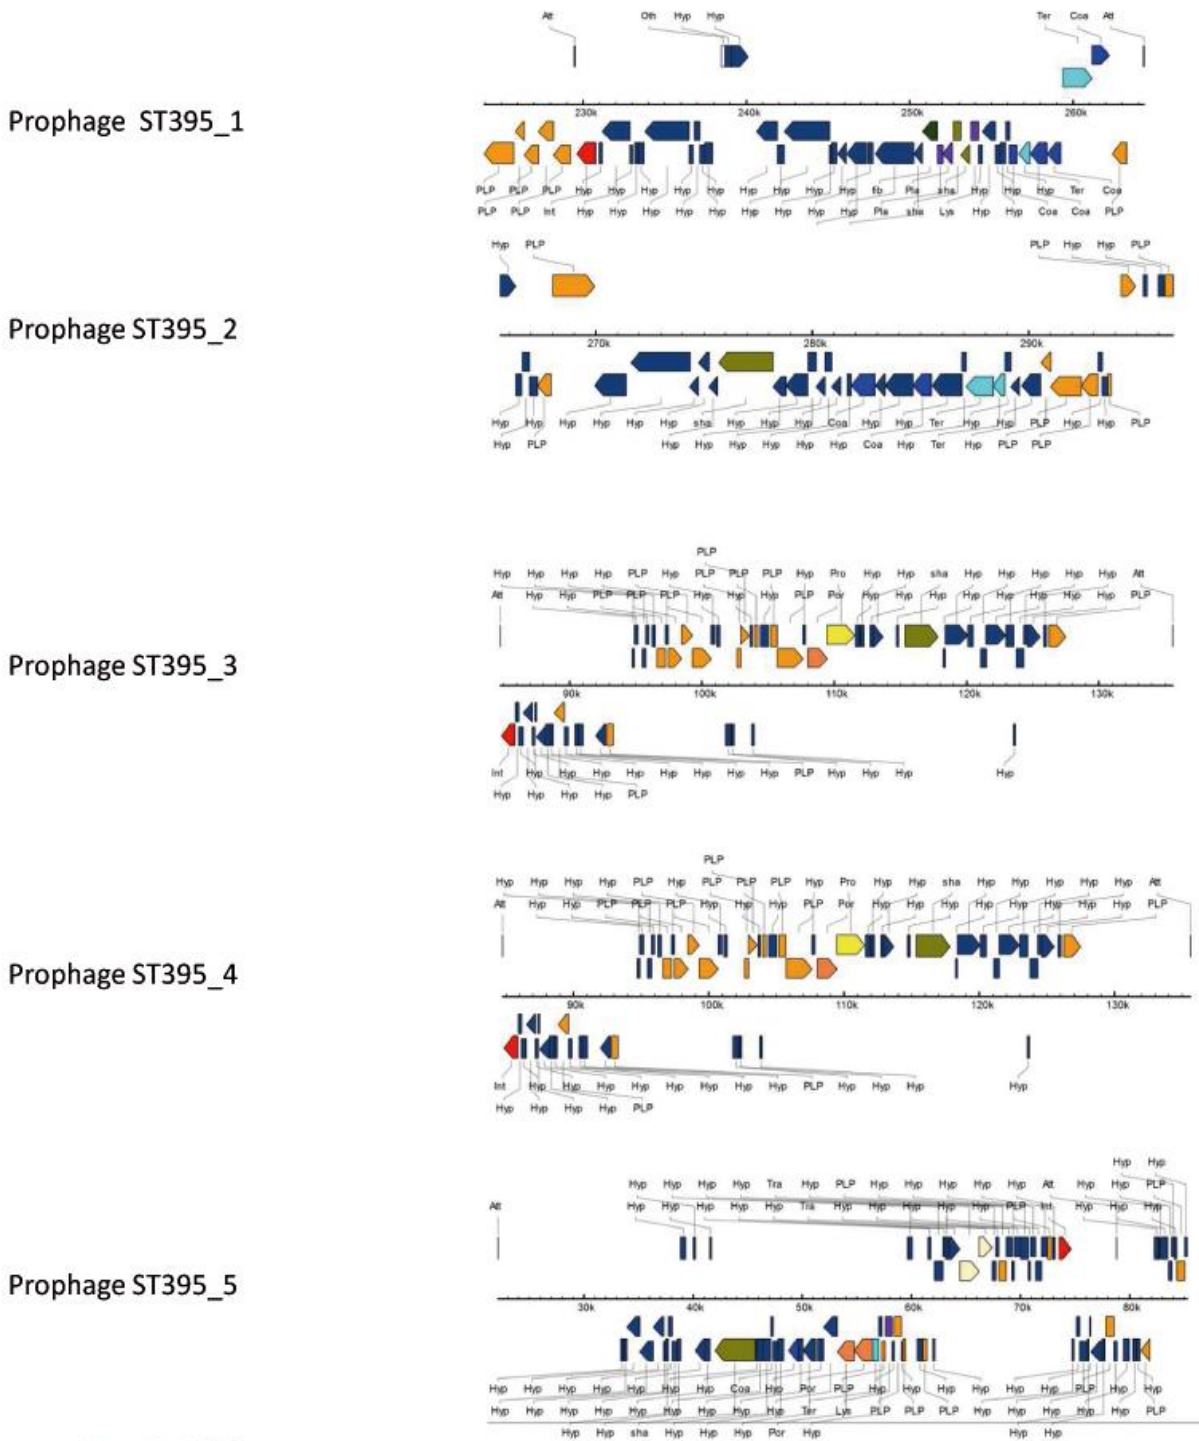 Att Oth Hyp Hyp Ter Coa Att
Prophage ST395_1
230k 240k 250k 260k
PLP PLP PLP Hyp Hyp Hyp Hyp Hyp Hyp Hyp Hyp Hyp fib Pla sha Hyp Hyp Hyp Ter Coa
PLP PLP Int Hyp Hyp Hyp Hyp Hyp Hyp Hyp Hyp Hyp Pla sha Lys Hyp Hyp Coa Coa PLP
Hyp PLP PLP Hyp Hyp PLP
Prophage ST395_2
270k 280k 290k
Hyp Hyp Hyp Hyp Hyp Hyp sha Hyp Hyp Hyp Coa Hyp Hyp Ter Hyp Hyp PLP Hyp Hyp PLP
Hyp PLP Hyp Hyp Hyp Hyp Hyp Hyp Coa Hyp Ter Hyp PLP PLP
PLP
Hyp Hyp Hyp Hyp PLP Hyp PLP PLP PLP Hyp Pro Hyp Hyp sha Hyp Hyp Hyp Hyp Hyp Att
Att Hyp Hyp PLP PLP PLP Hyp Hyp Hyp PLP Por Hyp Hyp Hyp Hyp Hyp Hyp Hyp Hyp PLP
Prophage ST395_3
90k 100k 110k 120k 130k
Int Hyp Hyp Hyp Hyp Hyp Hyp Hyp Hyp PLP Hyp Hyp Hyp Hyp
Hyp Hyp Hyp Hyp PLP
PLP
Hyp Hyp Hyp Hyp PLP Hyp PLP PLP PLP Hyp Pro Hyp Hyp sha Hyp Hyp Hyp Hyp Hyp Att
Att Hyp Hyp PLP PLP PLP Hyp Hyp Hyp PLP Por Hyp Hyp Hyp Hyp Hyp Hyp Hyp Hyp PLP
Prophage ST395_4
90k 100k 110k 120k 130k
Int Hyp Hyp Hyp Hyp Hyp Hyp Hyp Hyp PLP Hyp Hyp Hyp Hyp
Hyp Hyp Hyp Hyp PLP
Hyp Hyp
Hyp Hyp Hyp Hyp Tra Hyp PLP Hyp Hyp Hyp Hyp Hyp Att Hyp Hyp PLP
Att Hyp Hyp Hyp Hyp Hyp Tra Hyp Hyp Hyp Hyp Hyp PLP Int Hyp Hyp Hyp
Prophage ST395_5
30k 40k 50k 60k 70k 80k
Hyp Hyp Hyp Hyp Hyp Hyp Hyp Coa Hyp Por PLP Hyp Hyp Hyp Hyp Hyp Hyp PLP Hyp Hyp
Hyp Hyp Hyp Hyp Hyp Hyp Hyp Hyp Hyp Ter Lys PLP PLP PLP Hyp Hyp Hyp Hyp Hyp PLP
Hyp Hyp sha Hyp Hyp Hyp Por Hyp Hyp Hyp